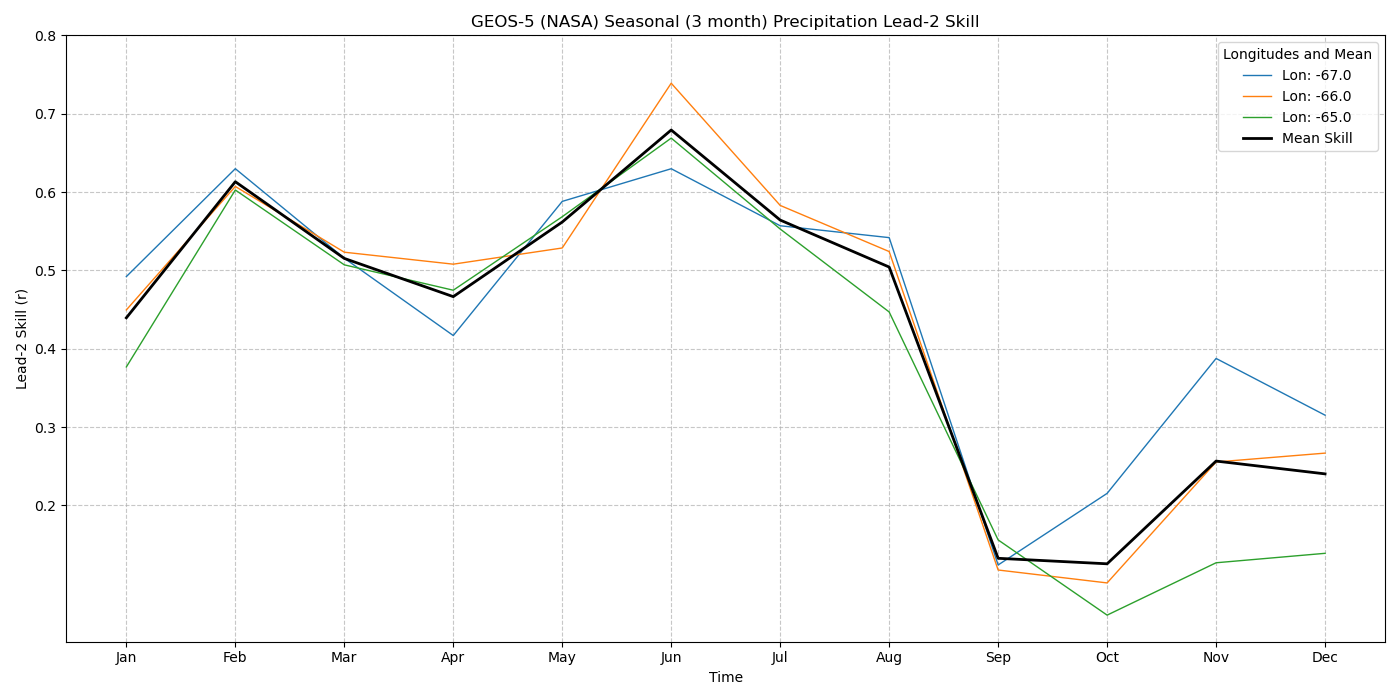 GEOS-5 (NASA) Seasonal (3 month) Precipitation Lead-2 Skill
Lead-2 Skill (r)
0.8
0.7
0.6
0.5
0.4
0.3
0.2
Longitudes and Mean
Lon: -67.0
Lon: -66.0
Lon: -65.0
Mean Skill
Jan Feb Mar Apr May Jun Jul Aug Sep Oct Nov Dec
Time